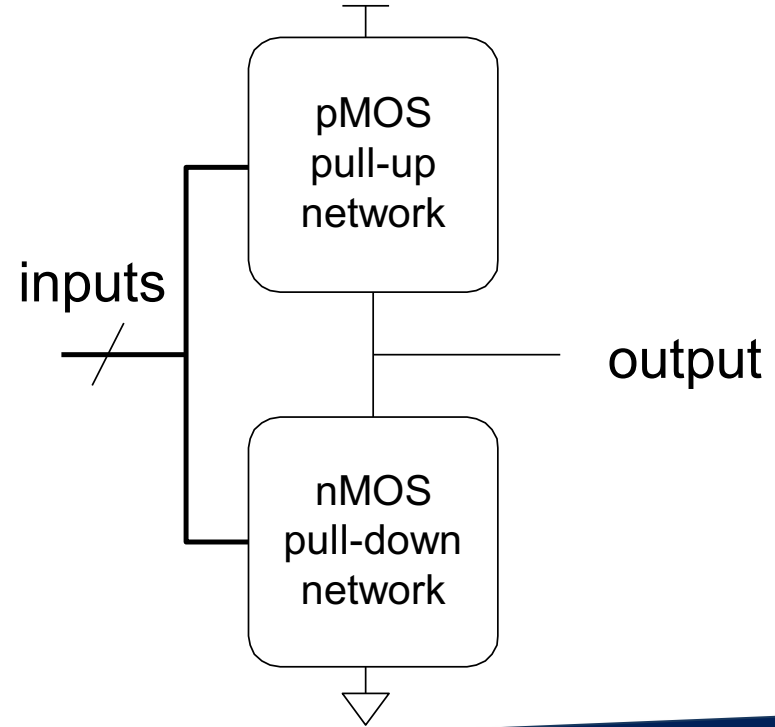 pMOS
pull-up
network
inputs
output
nMOS
pull-down
network